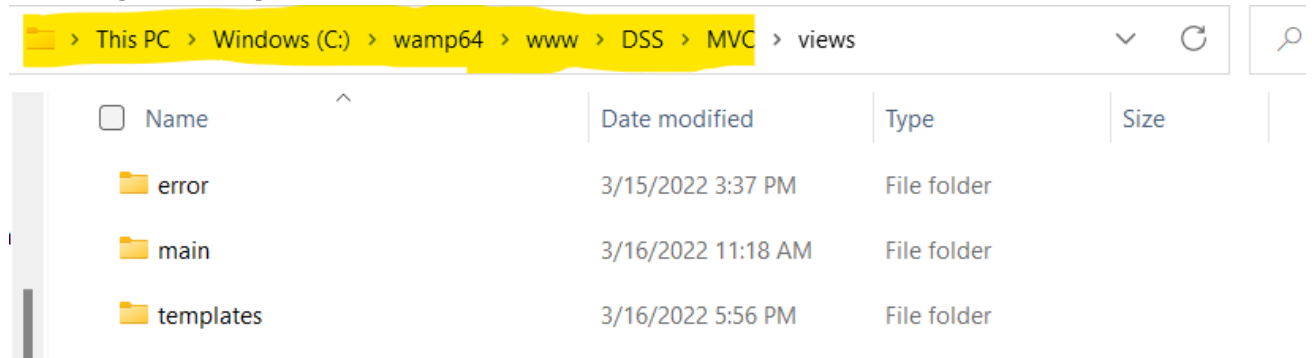 This PC > Windows (C:) > wamp64 > www > DSS > MVC > views
Name Date modified Type Size
error 3/15/2022 3:37 PM File folder
main 3/16/2022 11:18 AM File folder
templates 3/16/2022 5:56 PM File folder